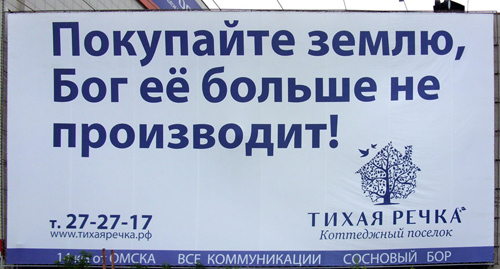 Покупайте землю,
Бог её больше не
производит!
ТИХАЯ РЕЧКА
Коттеджный поселок
т. 27-27-17
www.тихаяречка.рф
от ОМСКА ВСЕ КОММУНИКАЦИИ СОСНОВЫЙ БОР